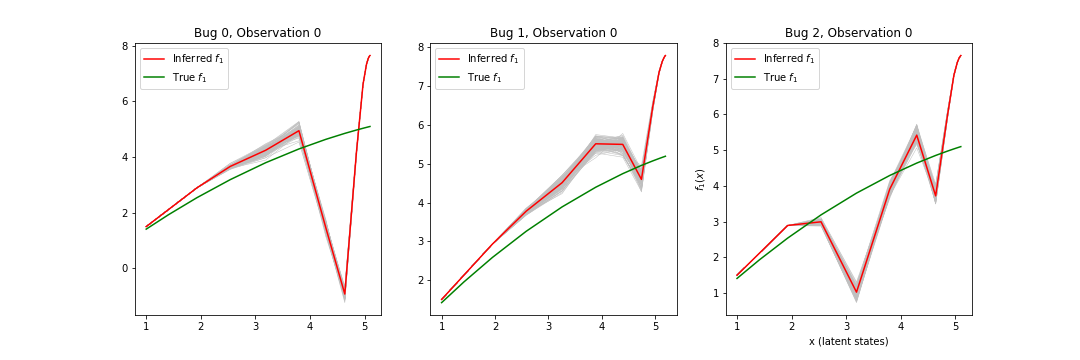 Bug 0, Observation 0
8
6
4
2
0
1 2 3 4 5
Inferred f₁
True f₁
Bug 1, Observation 0
8
7
6
5
4
3
2
1 2 3 4 5
Inferred f₁
True f₁
Bug 2, Observation 0
f₁(x)
8
7
6
5
4
3
2
1
1 2 3 4 5
x (latent states)
Inferred f₁
True f₁